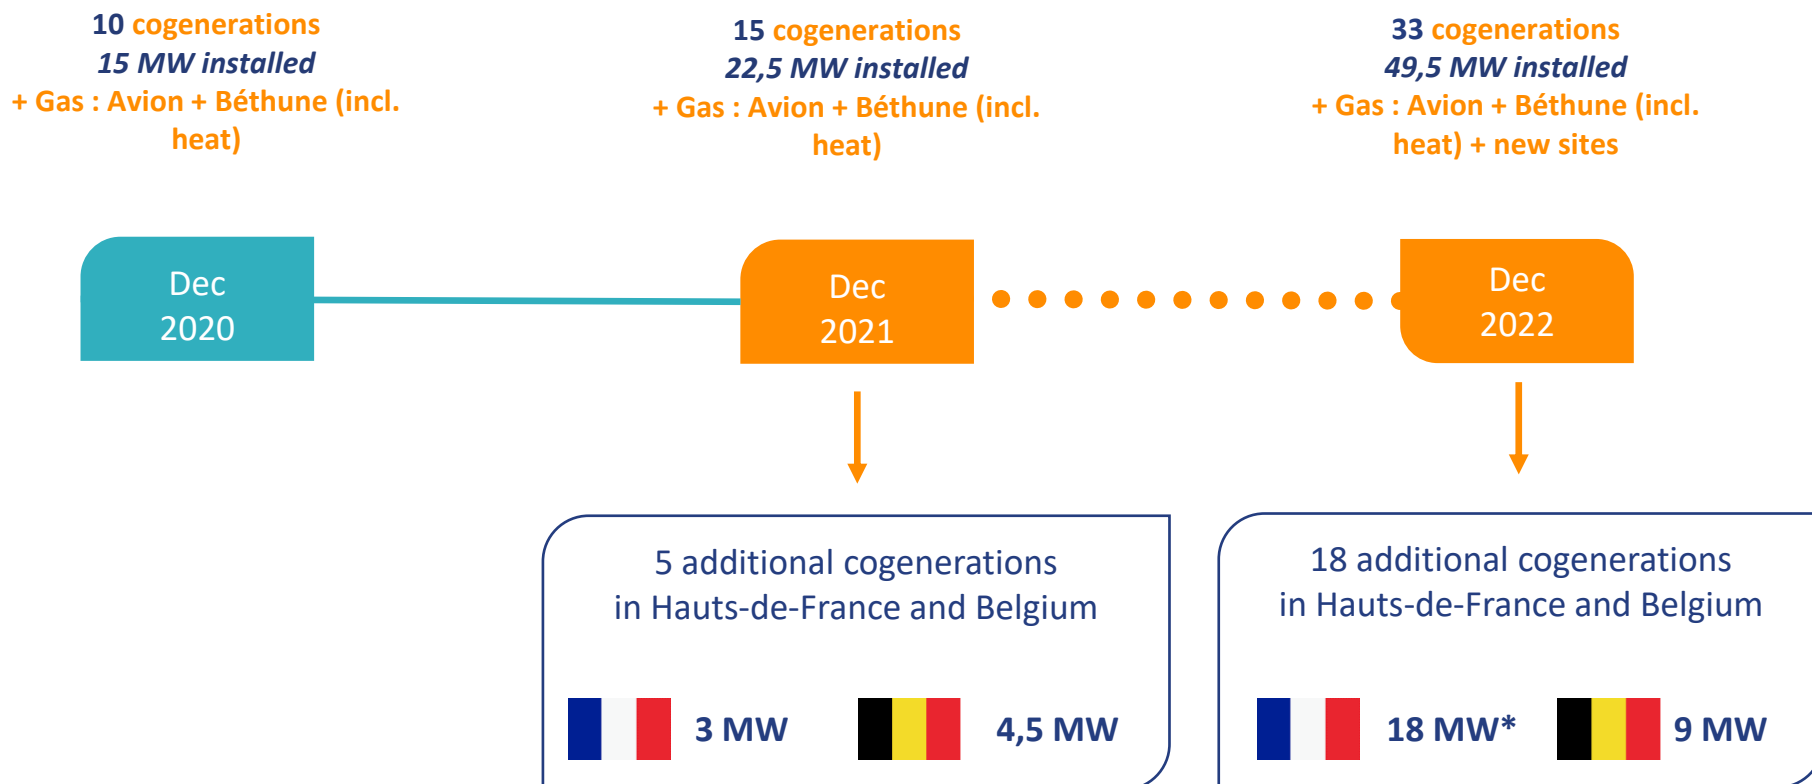 10 cogenerations
15 MW installed
+ Gas : Avion + Béthune (incl.
heat)
15 cogenerations
22,5 MW installed
+ Gas : Avion + Béthune (incl.
heat)
33 cogenerations
49,5 MW installed
+ Gas : Avion + Béthune (incl.
heat) + new sites
Dec
2020
Dec
2021
Dec
2022
5 additional cogenerations
in Hauts-de-France and Belgium
3 MW
4,5 MW
18 additional cogenerations
in Hauts-de-France and Belgium
18 MW*
9 MW